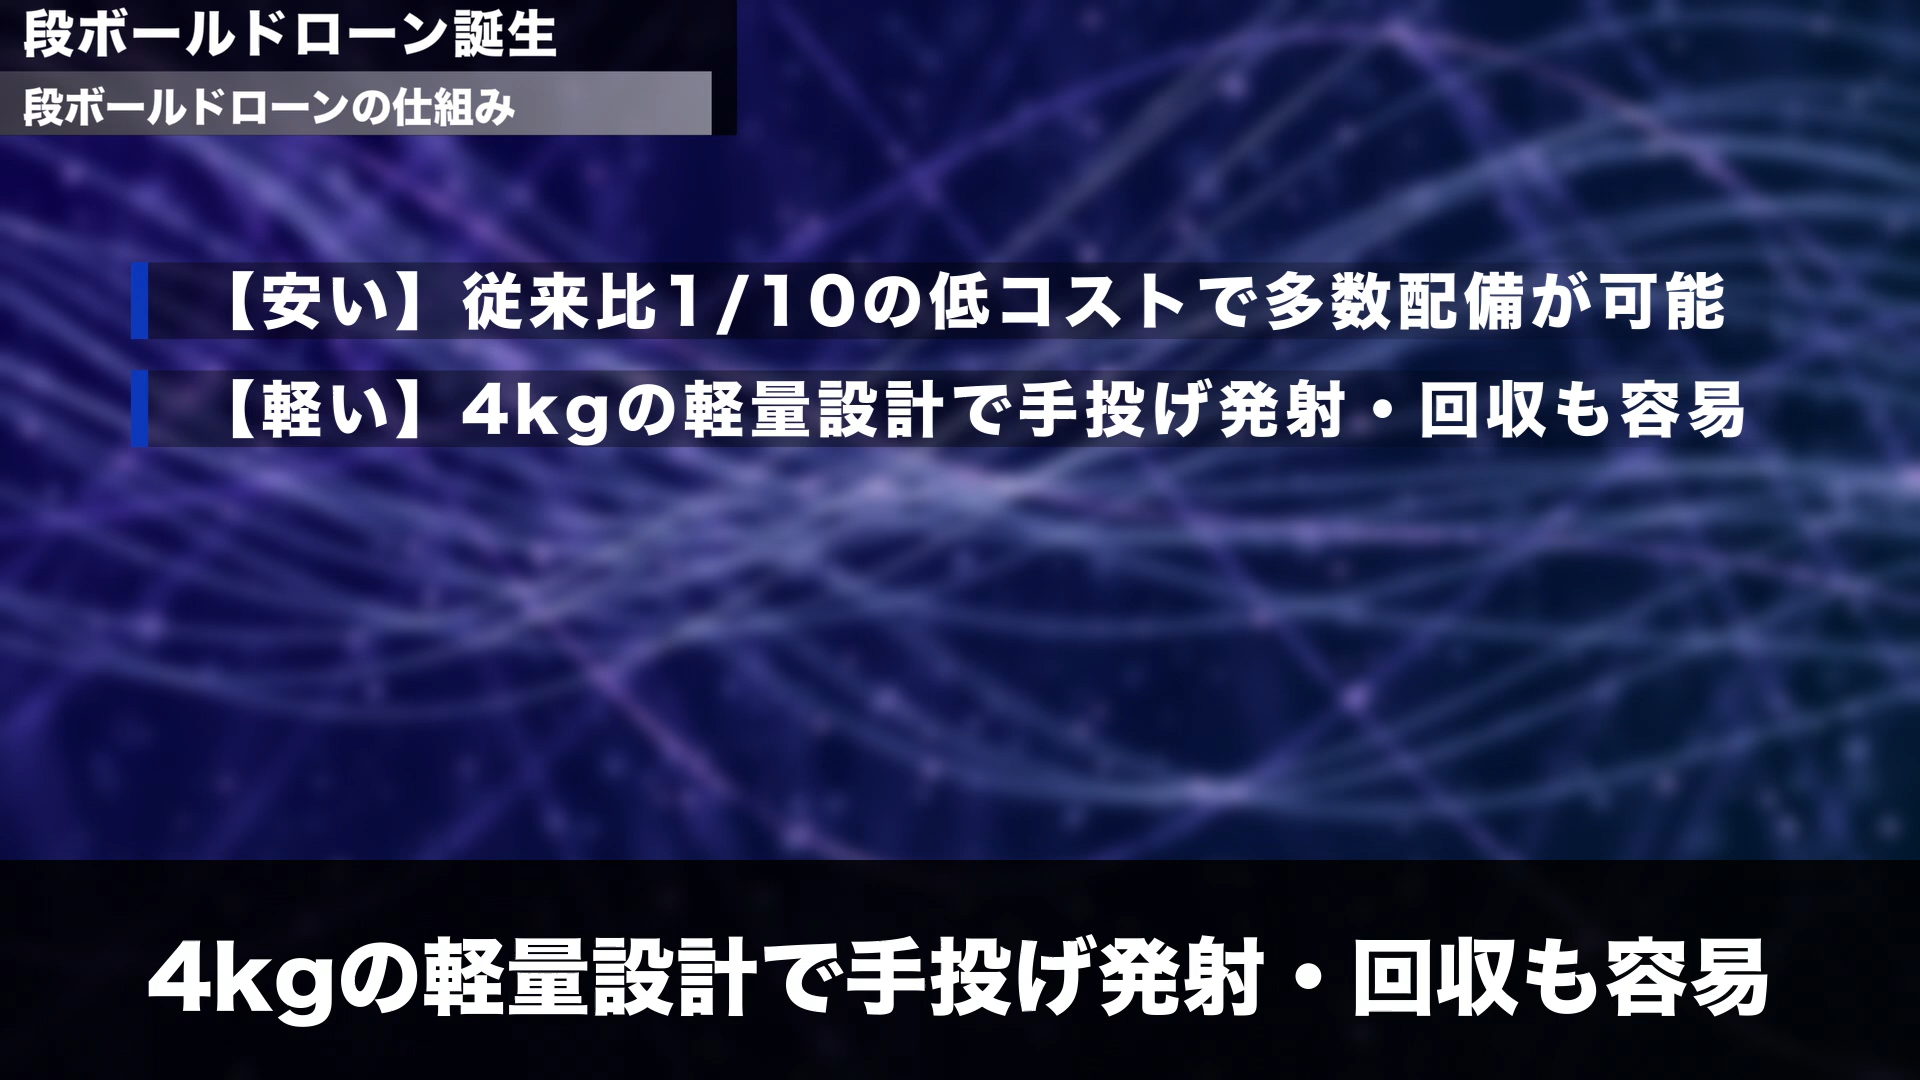 段ボールドローン誕生
段ボールドローンの仕組み
【安い】従来比1/10の低コストで多数配備が可能
【軽い】4kgの軽量設計で手投げ発射・回収も容易
4kgの軽量設計で手投げ発射・回収も容易